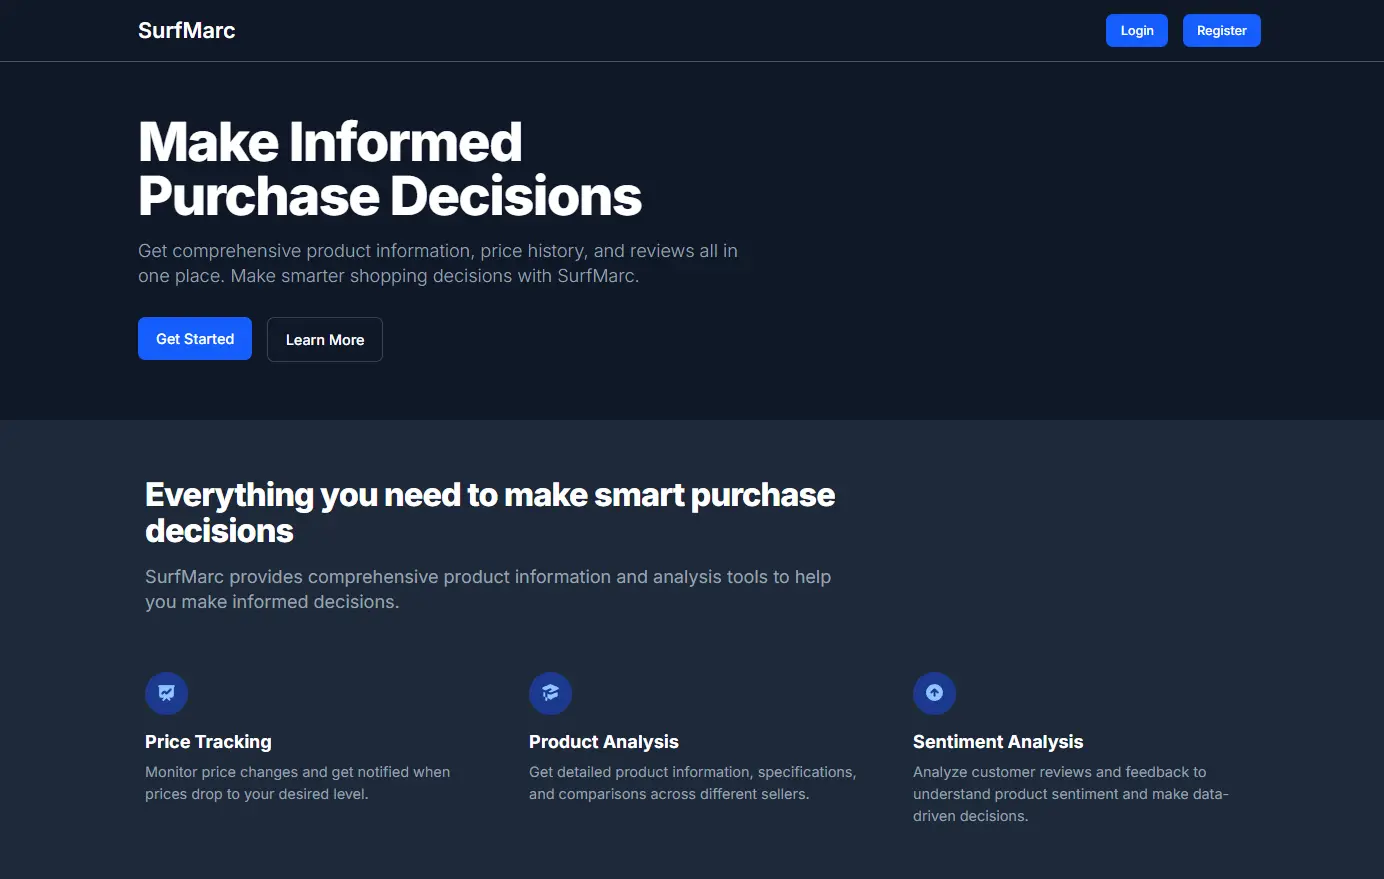 SurfMarc
Login
Register
Make Informed
Purchase Decisions
Get comprehensive product information, price history, and reviews all in
one place. Make smarter shopping decisions with SurfMarc.
Get Started
Learn More
Everything you need to make smart purchase
decisions
SurfMarc provides comprehensive product information and analysis tools to help
you make informed decisions.
Price Tracking
Monitor price changes and get notified when
prices drop to your desired level.
Product Analysis
Get detailed product information, specifications,
and comparisons across different sellers.
Sentiment Analysis
Analyze customer reviews and feedback to
understand product sentiment and make data-
driven decisions.